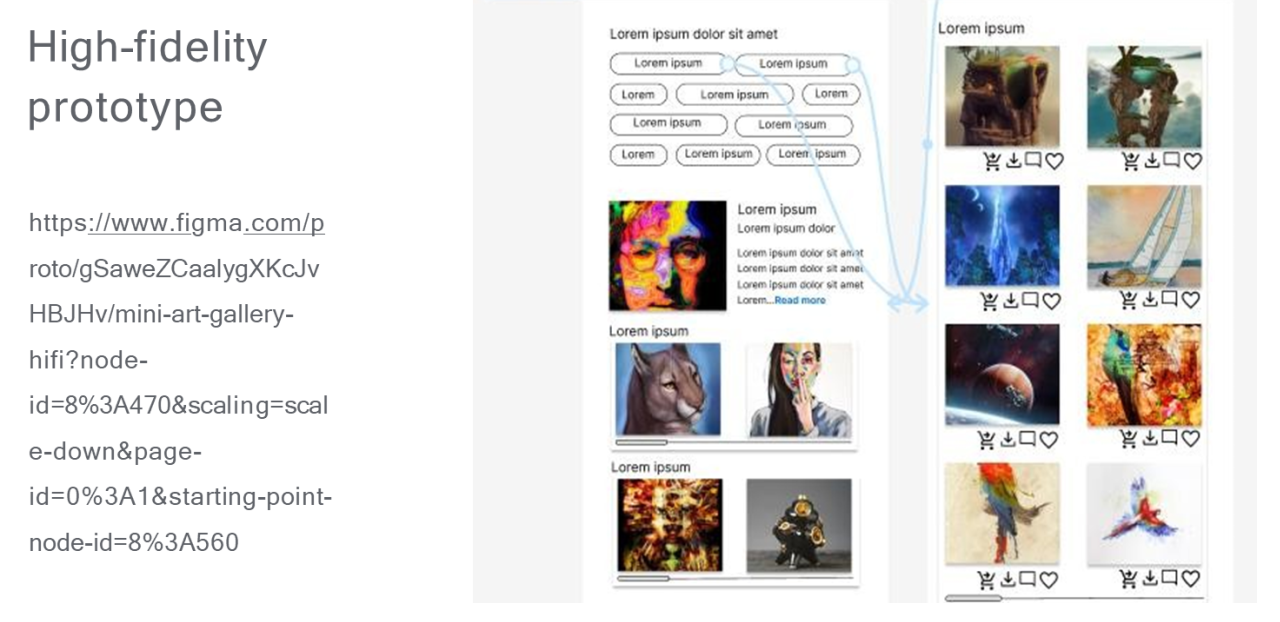 High-fidelity
prototype
https://www.figma.com/p
roto/gSaweZCaalygXKcJv
HBJHv/mini-art-gallery-
hifi?node-
id=8%3A470&scaling=scal
e-down&page-
id=0%3A1&starting-point-
node-id=8%3A560
Lorem ipsum dolor sit amet
Lorem ipsum Lorem ipsum
Lorem Lorem ipsum Lorem
Lorem ipsum Lorem ipsum
Lorem Lorem ipsum Lorem ipsum
Lorem ipsum
Lorem ipsum dolor
Lorem ipsum dolor sit amet
Lorem ipsum dolor sit amet
Lorem ipsum dolor sit amet
Lorem...Read more
Lorem ipsum
Lorem ipsum
Lorem ipsum